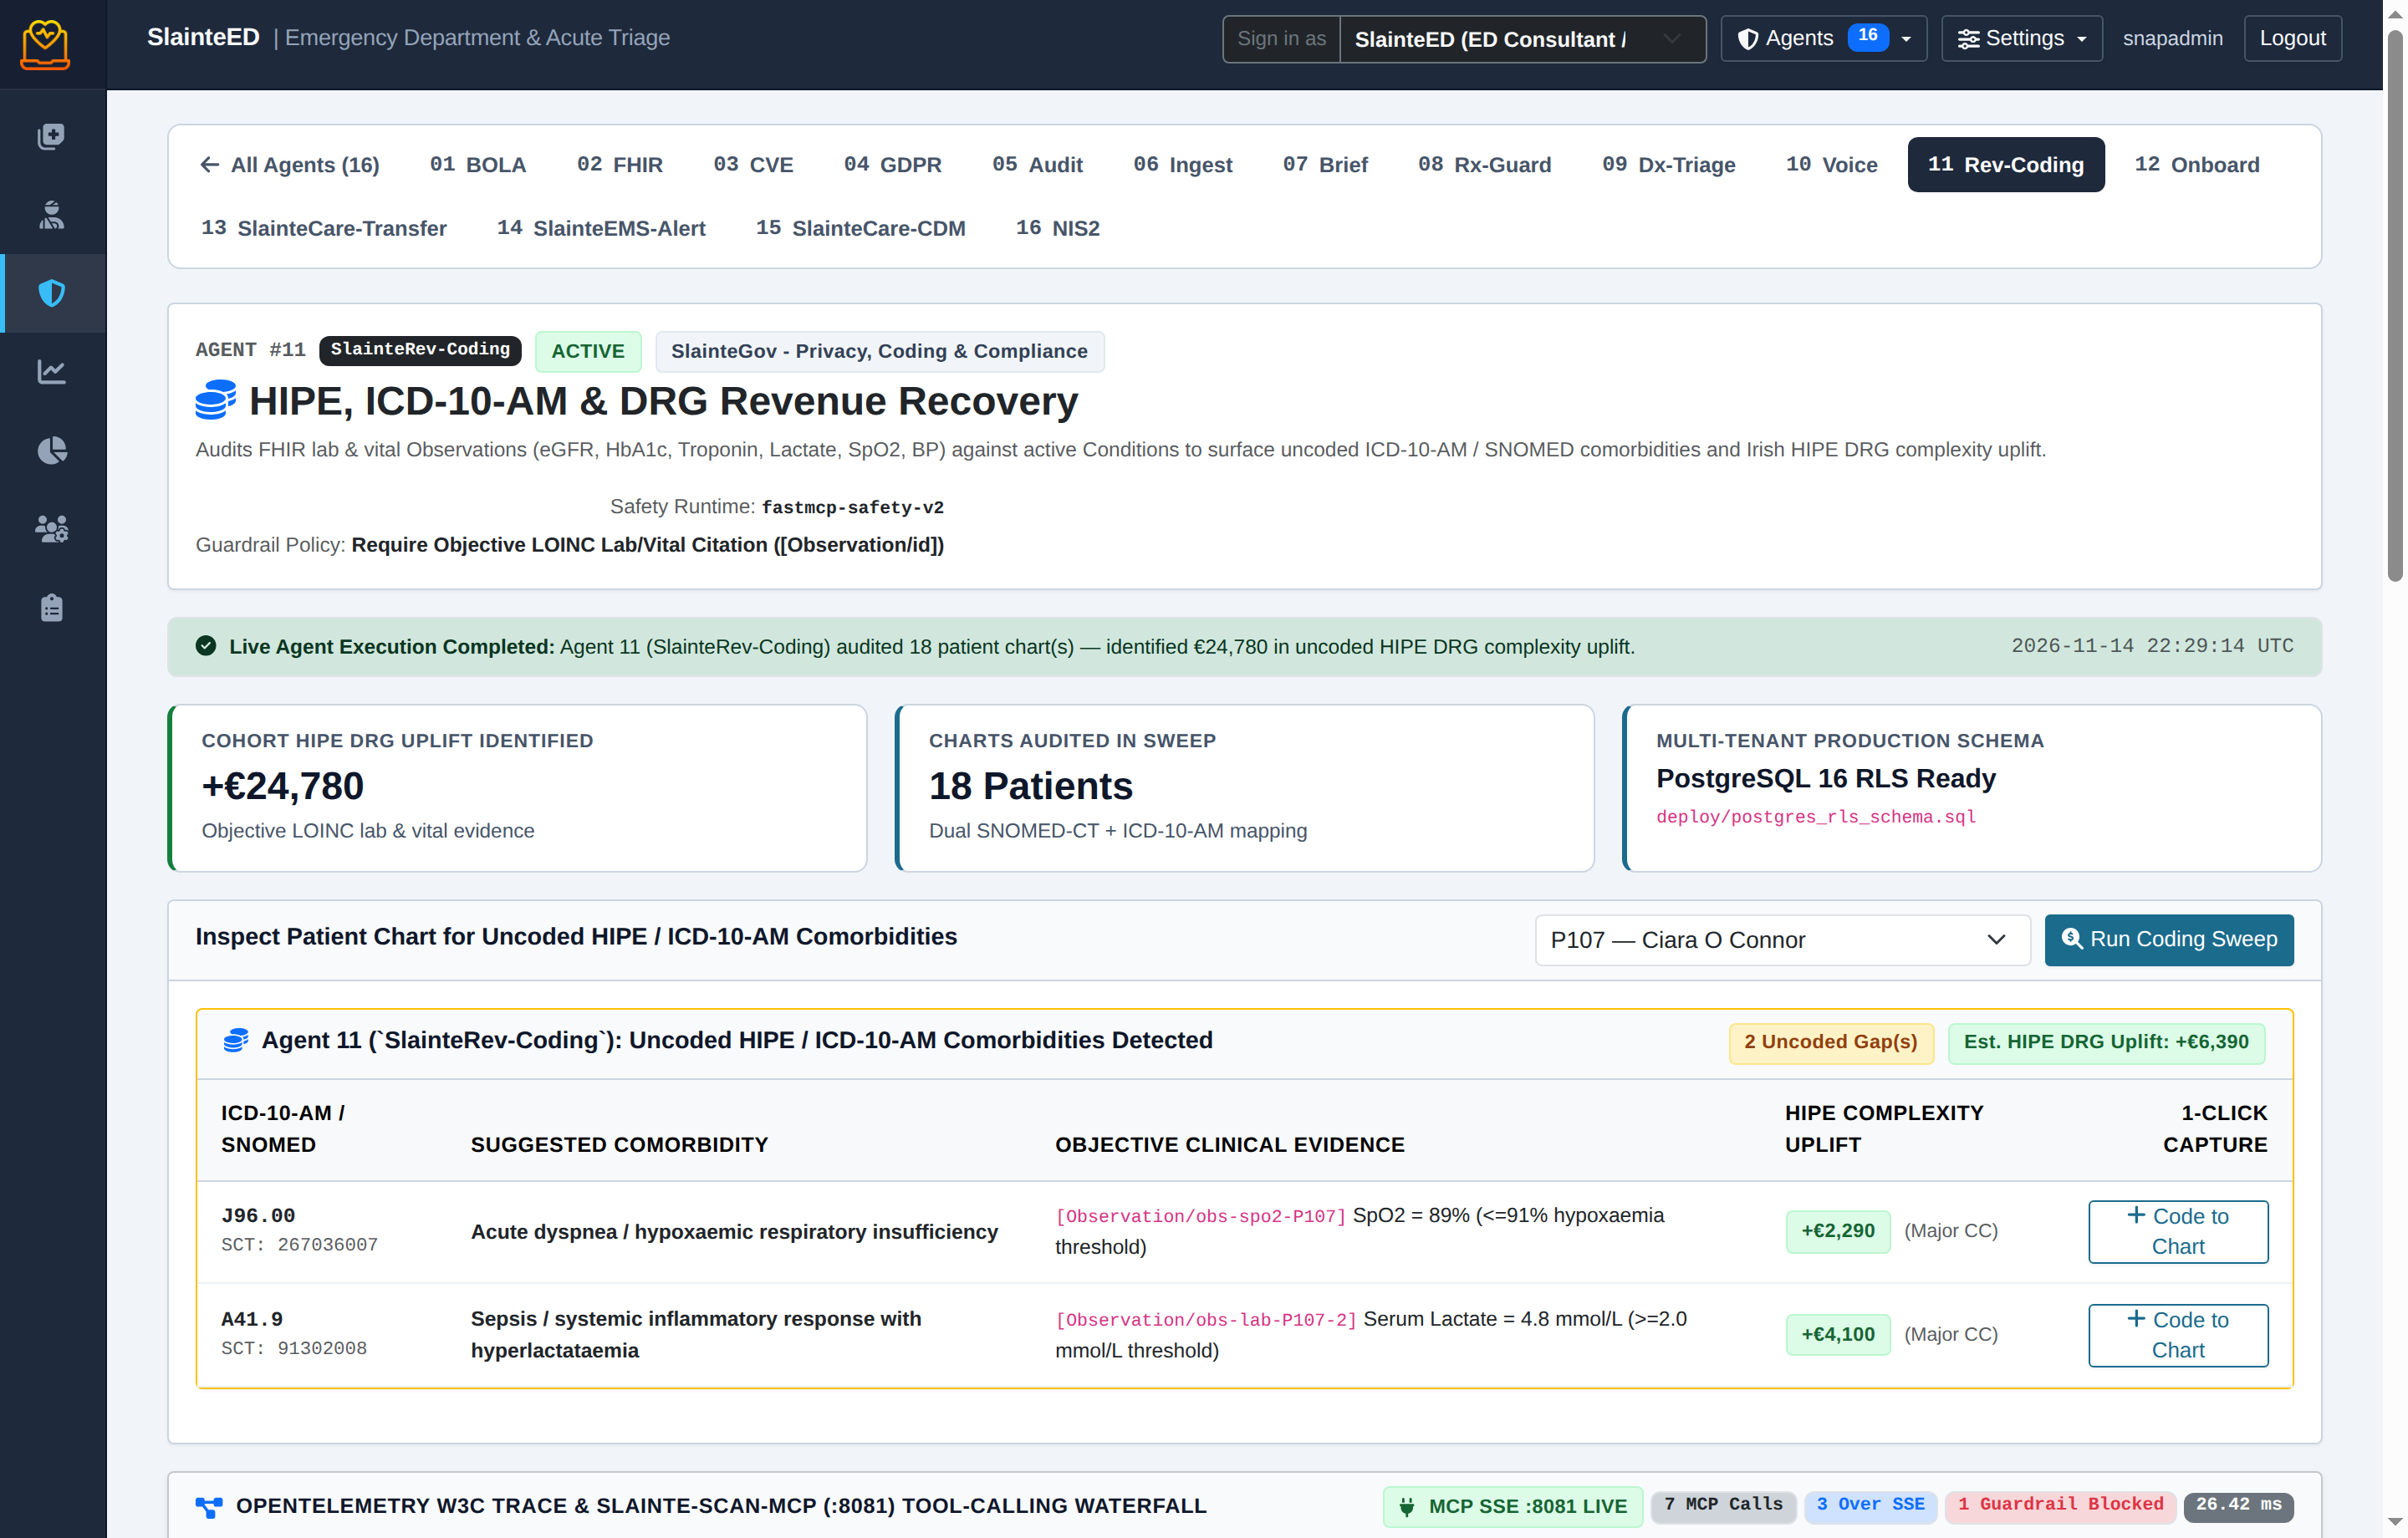 SlainteED | Emergency Department & Acute Triage
Sign in as SlainteED (ED Consultant /
Agents 16
Settings
snapadmin
Logout
All Agents (16) 01 BOLA 02 FHIR 03 CVE 04 GDPR 05 Audit 06 Ingest 07 Brief 08 Rx-Guard 09 Dx-Triage 10 Voice 11 Rev-Coding 12 Onboard
13 SlainteCare-Transfer 14 SlainteEMS-Alert 15 SlainteCare-CDM 16 NIS2
AGENT #11 SlainteRev-Coding ACTIVE SlainteGov - Privacy, Coding & Compliance
HIPE, ICD-10-AM & DRG Revenue Recovery
Audits FHIR lab & vital Observations (eGFR, HbA1c, Troponin, Lactate, SpO2, BP) against active Conditions to surface uncoded ICD-10-AM / SNOMED comorbidities and Irish HIPE DRG complexity uplift.
Safety Runtime: fastmcp-safety-v2
Guardrail Policy: Require Objective LOINC Lab/Vital Citation ([Observation/id])
Live Agent Execution Completed: Agent 11 (SlainteRev-Coding) audited 18 patient chart(s) — identified €24,780 in uncoded HIPE DRG complexity uplift. 2026-11-14 22:29:14 UTC
COHORT HIPE DRG UPLIFT IDENTIFIED
+€24,780
Objective LOINC lab & vital evidence
CHARTS AUDITED IN SWEEP
18 Patients
Dual SNOMED-CT + ICD-10-AM mapping
MULTI-TENANT PRODUCTION SCHEMA
PostgreSQL 16 RLS Ready
deploy/postgres_rls_schema.sql
Inspect Patient Chart for Uncoded HIPE / ICD-10-AM Comorbidities
P107 — Ciara O Connor
Run Coding Sweep
Agent 11 (`SlainteRev-Coding`): Uncoded HIPE / ICD-10-AM Comorbidities Detected
2 Uncoded Gap(s)
Est. HIPE DRG Uplift: +€6,390
ICD-10-AM /
SNOMED
SUGGESTED COMORBIDITY
OBJECTIVE CLINICAL EVIDENCE
HIPE COMPLEXITY
UPLIFT
1-CLICK
CAPTURE
J96.00
SCT: 267036007
Acute dyspnea / hypoxaemic respiratory insufficiency
[Observation/obs-spo2-P107] SpO2 = 89% (<=91% hypoxaemia
threshold)
+€2,290 (Major CC)
Code to
Chart
A41.9
SCT: 91302008
Sepsis / systemic inflammatory response with
hyperlactataemia
[Observation/obs-lab-P107-2] Serum Lactate = 4.8 mmol/L (>=2.0
mmol/L threshold)
+€4,100 (Major CC)
Code to
Chart
OPENTELEMETRY W3C TRACE & SLAINTE-SCAN-MCP (:8081) TOOL-CALLING WATERFALL
MCP SSE :8081 LIVE
7 MCP Calls
3 Over SSE
1 Guardrail Blocked
26.42 ms